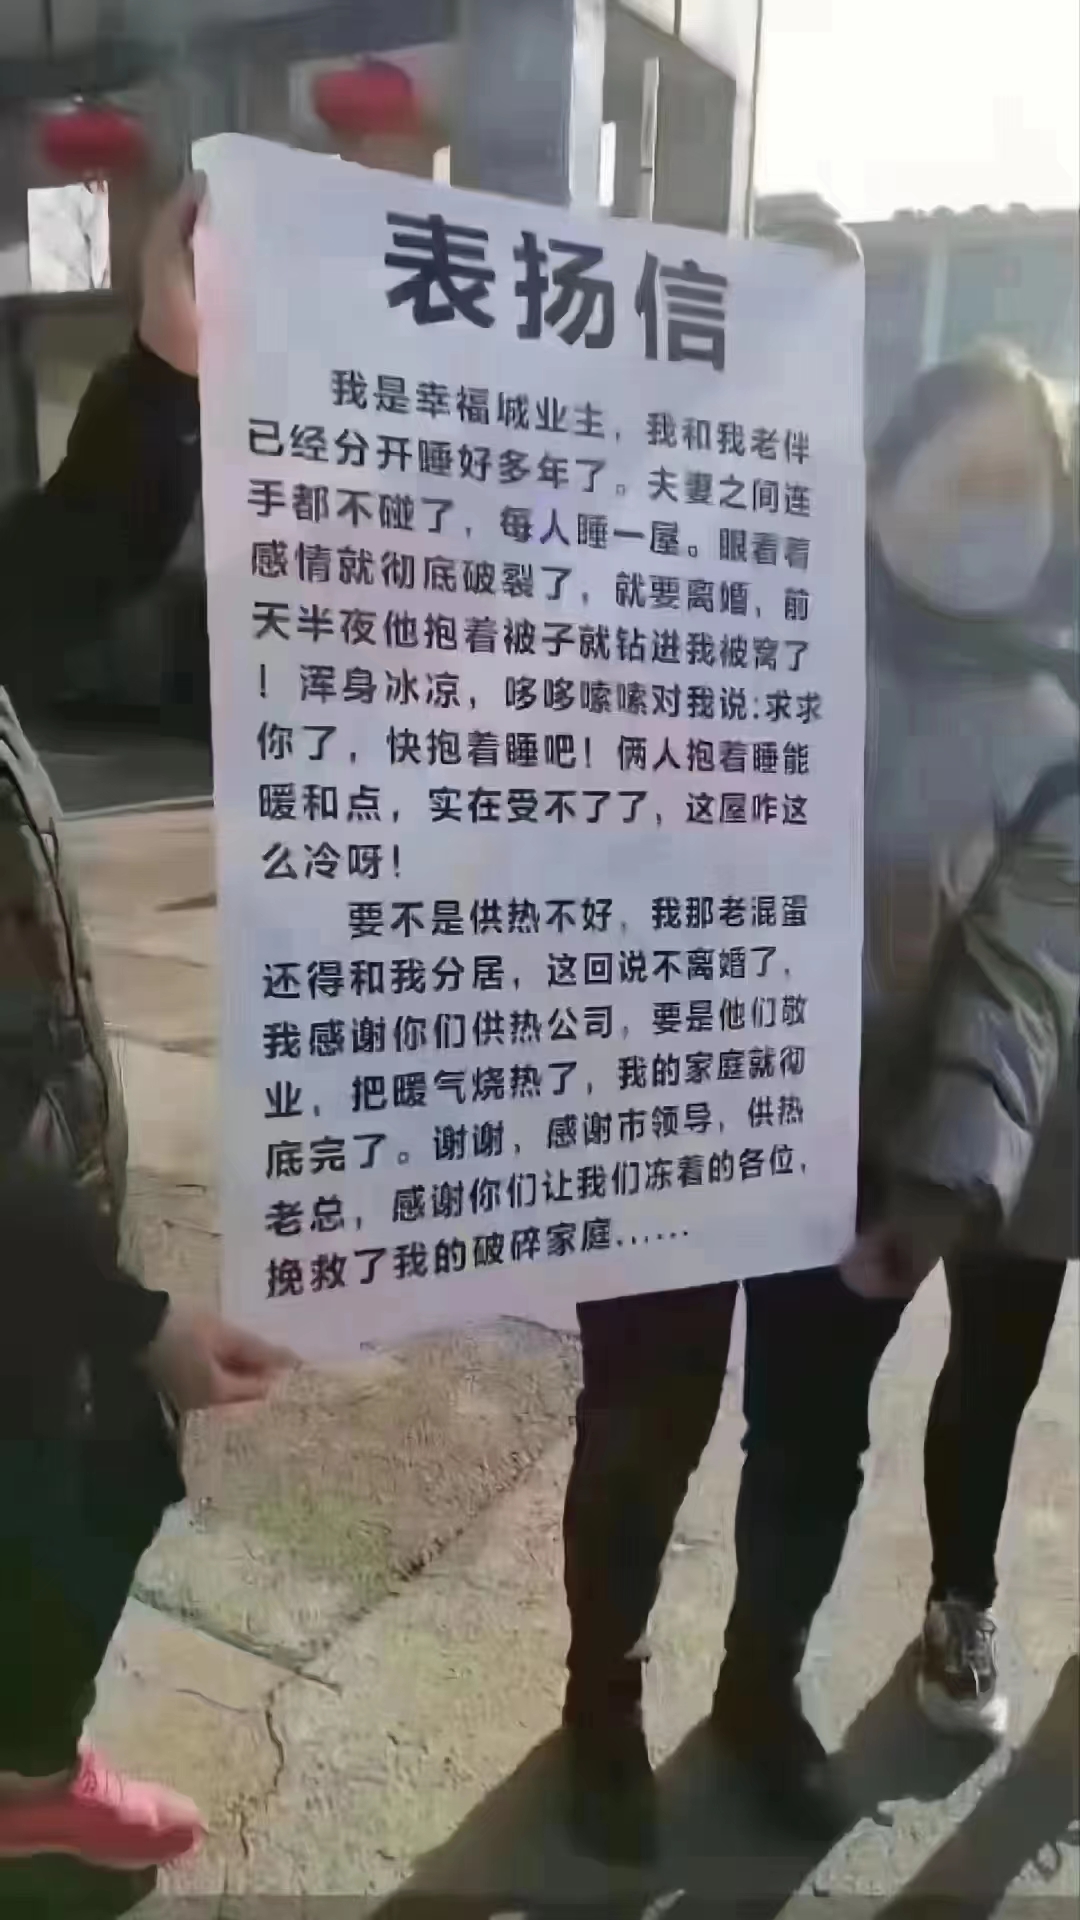 表扬信
我是幸福城业主，我和我老伴
已经分开睡好多年了。夫妻之间连
手都不碰了，每人睡一屋。眼看着
感情就彻底破裂了，就要离婚，前
天半夜他抱着被子就钻进我被窝了
！浑身冰凉，哆哆嗦嗦对我说:求求
你了，快抱着睡吧！俩人抱着睡能
暖和点，实在受不了了，这屋咋这
么冷呀！
要不是供热不好，我那老混蛋
还得和我分居，这回说不离婚了，
我感谢你们供热公司，要是他们敬
业，把暖气烧热了，我的家庭就彻
底完了。谢谢，感谢市领导，供热
老总，感谢你们让我们冻着的各位，
挽救了我的破碎家庭......